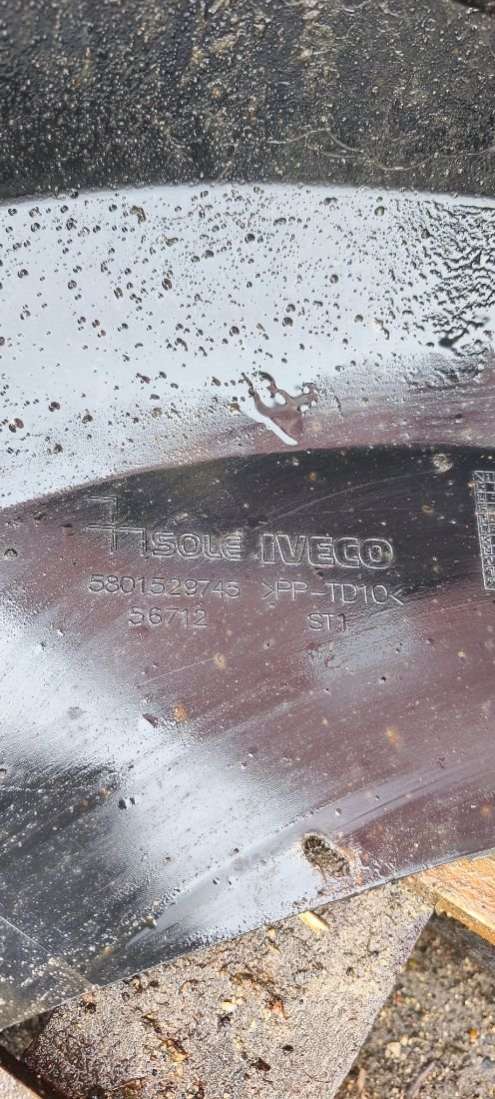 SOLE IVECO
5801529745 >PP-TD10<
56712 ST1